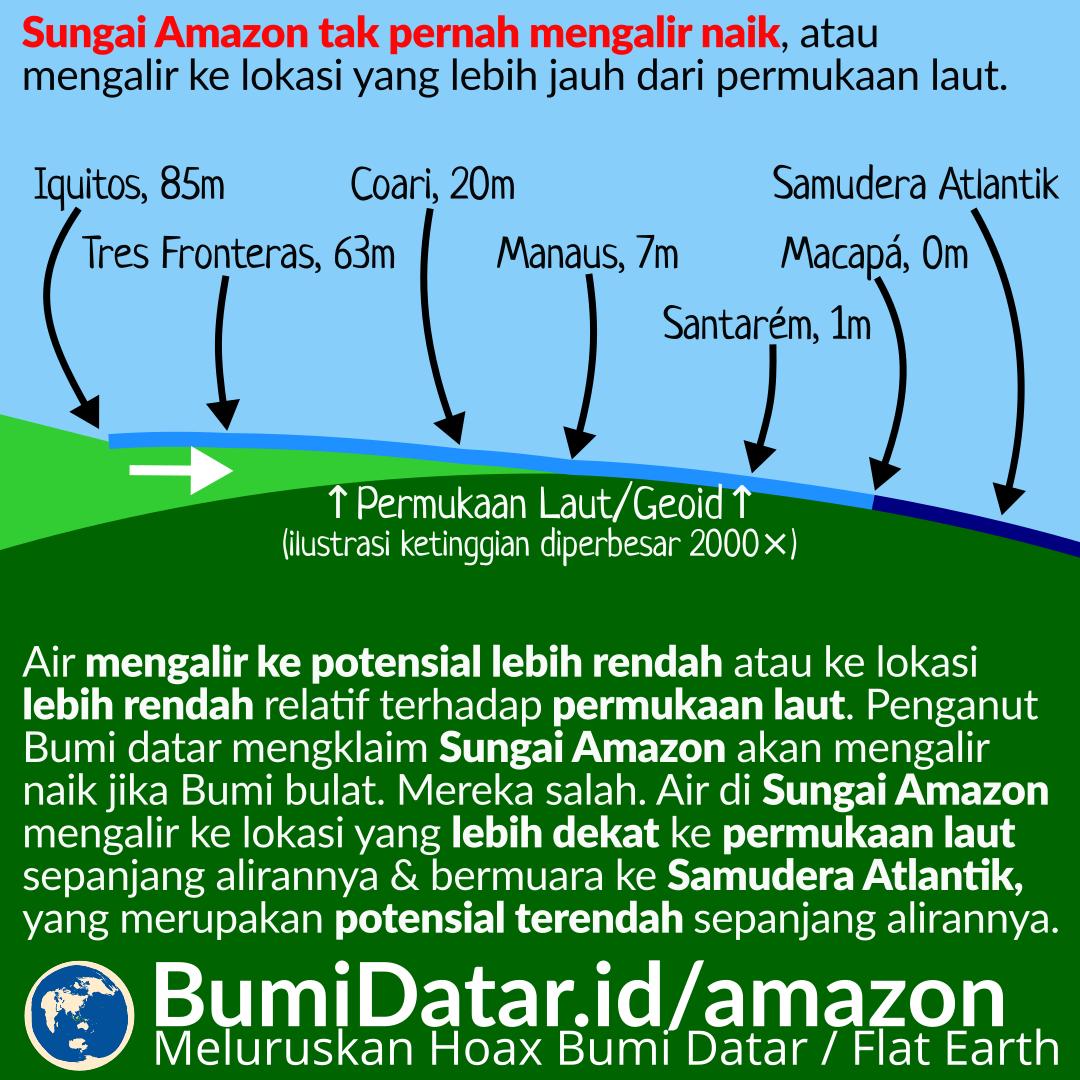 Sungai Amazon tak pernah mengalir naik, atau
mengalir ke lokasi yang lebih jauh dari permukaan laut.
Iquitos, 85m
Coari, 20m
Samudera Atlantik
Tres Fronteras, 63m
Manaus, 7m
Macapá, 0m
Santarém, 1m
↑Permukaan Laut/Geoid↑
(ilustrasi ketinggian diperbesar 2000×)
Air mengalir ke potensial lebih rendah atau ke lokasi
lebih rendah relatif terhadap permukaan laut. Penganut
Bumi datar mengklaim Sungai Amazon akan mengalir
naik jika Bumi bulat. Mereka salah. Air di Sungai Amazon
mengalir ke lokasi yang lebih dekat ke permukaan laut
sepanjang alirannya & bermuara ke Samudera Atlantik,
yang merupakan potensial terendah sepanjang alirannya.
BumiDatar.id/amazon
Meluruskan Hoax Bumi Datar / Flat Earth